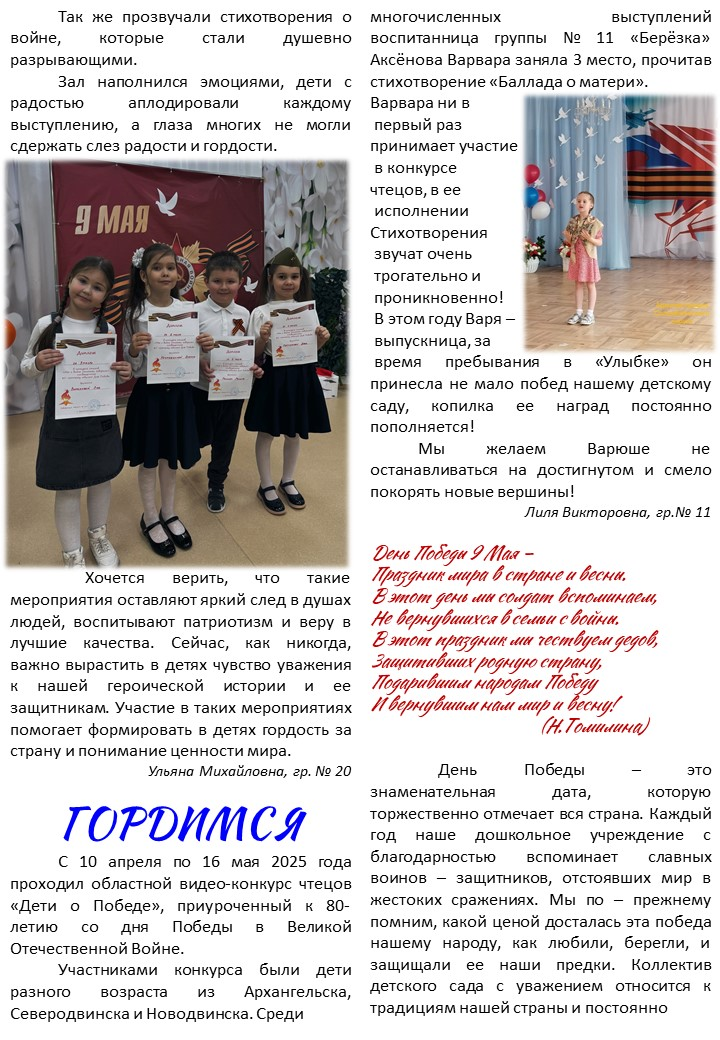 Так же прозвучали стихотворения о
войне, которые стали душевно
разрывающими.
Зал наполнился эмоциями, дети с
радостью аплодировали каждому
выступлению, а глаза многих не могли
сдержать слез радости и гордости.
9 МАЯ
Хочется верить, что такие
мероприятия оставляют яркий след в душах
людей, воспитывают патриотизм и веру в
лучшие качества. Сейчас, как никогда,
важно вырастить в детях чувство уважения
к нашей героической истории и ее
защитникам. Участие в таких мероприятиях
помогает формировать в детях гордость за
страну и понимание ценности мира.
Ульяна Михайловна, гр. № 20
ГОРДИМСЯ
С 10 апреля по 16 мая 2025 года
проходил областной видео-конкурс чтецов
«Дети о Победе», приуроченный к 80-
летию со дня Победы в Великой
Отечественной Войне.
Участниками конкурса были дети
разного возраста из Архангельска,
Северодвинска и Новодвинска. Среди
многочисленных выступлений
воспитанница группы № 11 «Берёзка»
Аксёнова Варвара заняла 3 место, прочитав
стихотворение «Баллада о матери».
Варвара ни в
первый раз
принимает участие
в конкурсе
чтецов, в ее
исполнении
Стихотворения
звучат очень
трогательно и
проникновенно!
В этом году Варя –
выпускница, за
время пребывания в «Улыбке» он
принесла не мало побед нашему детскому
саду, копилка ее наград постоянно
пополняется!
Мы желаем Варюше не
останавливаться на достигнутом и смело
покорять новые вершины!
Лиля Викторовна, гр.№ 11
День Победы 9 Мая –
Праздник мира в стране и весны.
В этот день мы солдат вспоминаем,
Не вернувшихся в семьи с войны.
В этот праздник мы чествуем дедов,
Защитивших родную страну,
Подарившим народам Победу
И вернувшим нам мир и весну!
(Н.Томилина)
День Победы – это
знаменательная дата, которую
торжественно отмечает вся страна. Каждый
год наше дошкольное учреждение с
благодарностью вспоминает славных
воинов – защитников, отстоявших мир в
жестоких сражениях. Мы по – прежнему
помним, какой ценой досталась эта победа
нашему народу, как любили, берегли, и
защищали ее наши предки. Коллектив
детского сада с уважением относится к
традициям нашей страны и постоянно